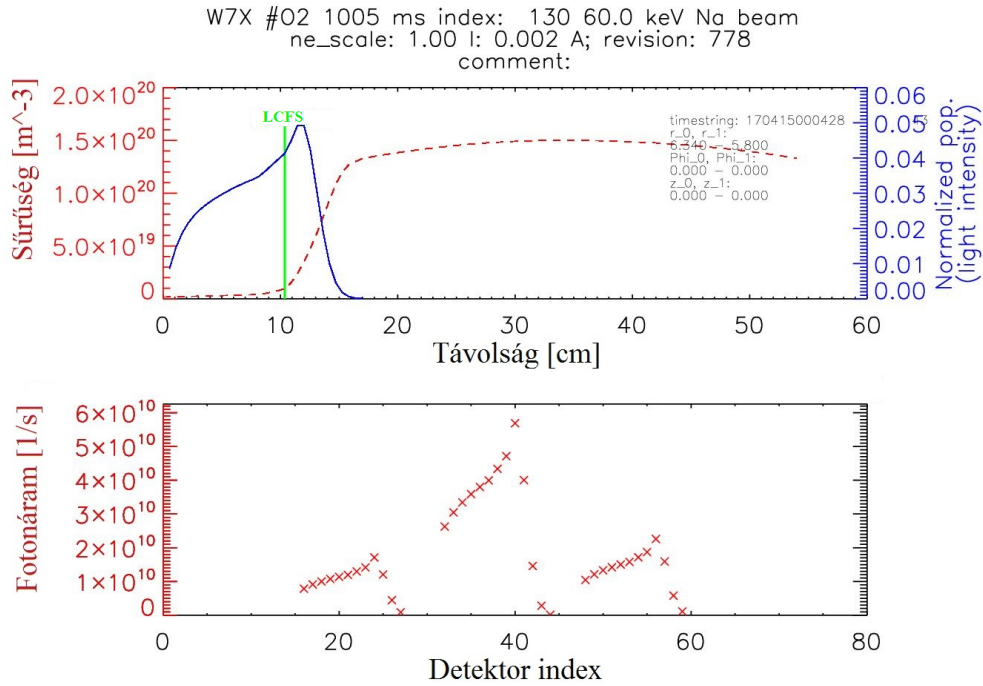 W7X #O2 1005 ms index: 130 60.0 keV Na beam
ne_scale: 1.00 I: 0.002 A; revision: 778
comment:
Sűrűség [m^-3]
2.0×10^20
1.5×10^20
1.0×10^20
5.0×10^19
0
LCFS
timestring: 170415000428
r_0, r_1:
6.340 - 5.800
Phi_0, Phi_1:
0.000 - 0.000
z_0, z_1:
0.000 - 0.000
0.06
0.05
0.04
0.03
0.02
0.01
0.00
Normalized pop.
(light intensity)
0 10 20 30 40 50 60
Távolság [cm]
Fotonáram [1/s]
6×10^10
5×10^10
4×10^10
3×10^10
2×10^10
1×10^10
0
0 20 40 60 80
Detektor index